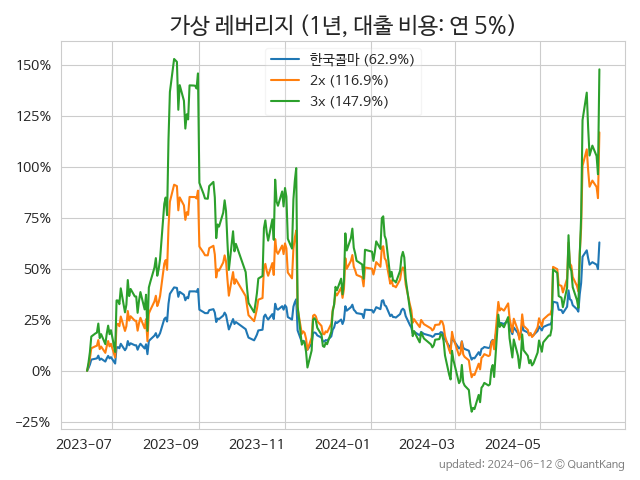 가상 레버리지 (1년, 대출 비용: 연 5%)
한국콜마 (62.9%)
2x (116.9%)
3x (147.9%)
150%
125%
100%
75%
50%
25%
0%
−25%
2023-07
2023-09
2023-11
2024-01
2024-03
2024-05
updated: 2024-06-12 © QuantKang